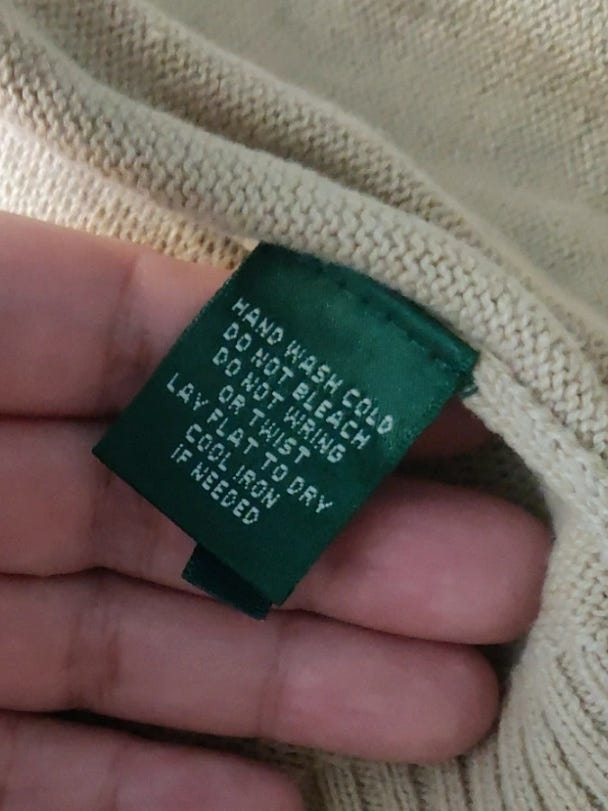 HAND WASH COLD
DO NOT BLEACH
DO NOT WRING
OR TWIST
LAY FLAT TO DRY
COOL IRON
IF NEEDED